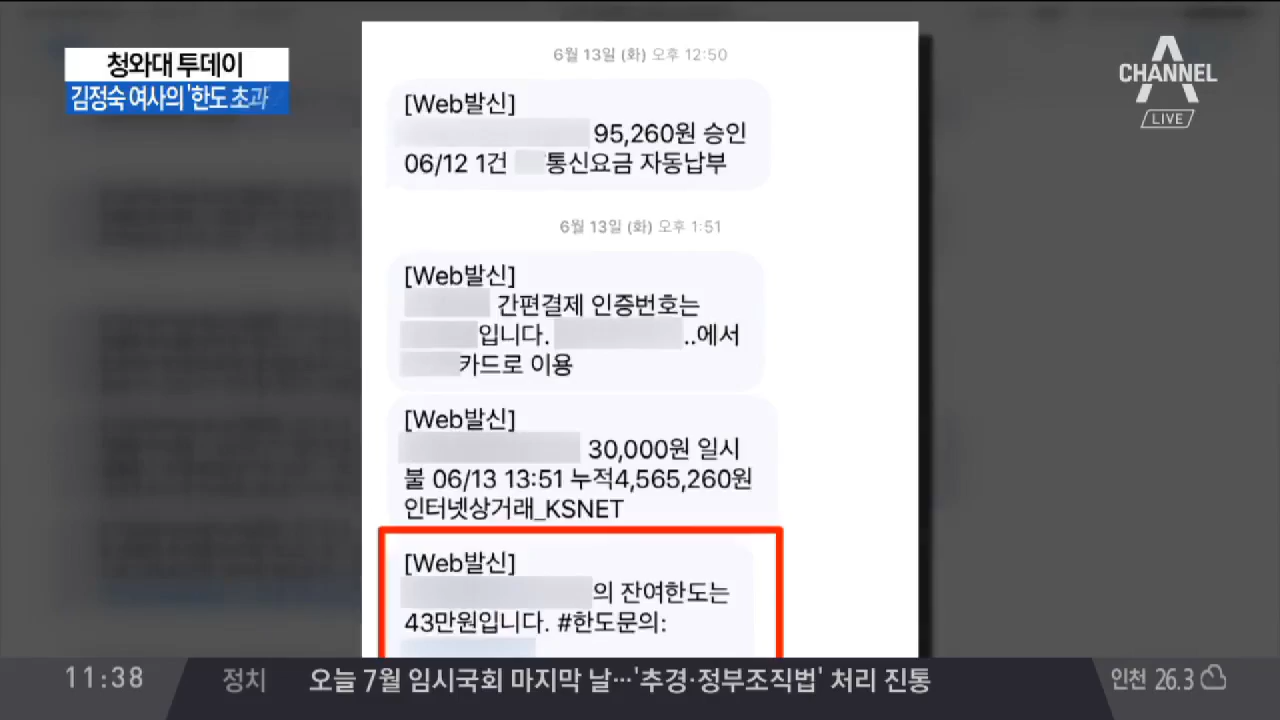 청와대 투데이
김정숙 여사의 '한도 초과'
CHANNEL A
LIVE
6월 13일 (화) 오후 12:50
[Web발신]
95,260원 승인
06/12 1건 통신요금 자동납부
6월 13일 (화) 오후 1:51
[Web발신]
간편결제 인증번호는
입니다. ..에서
카드로 이용
[Web발신]
30,000원 일시
불 06/13 13:51 누적4,565,260원
인터넷상거래_KSNET
[Web발신]
의 잔여한도는
43만원입니다. #한도문의:
11:38 정치 오늘 7월 임시국회 마지막 날…'추경·정부조직법' 처리 진통 인천 26.3